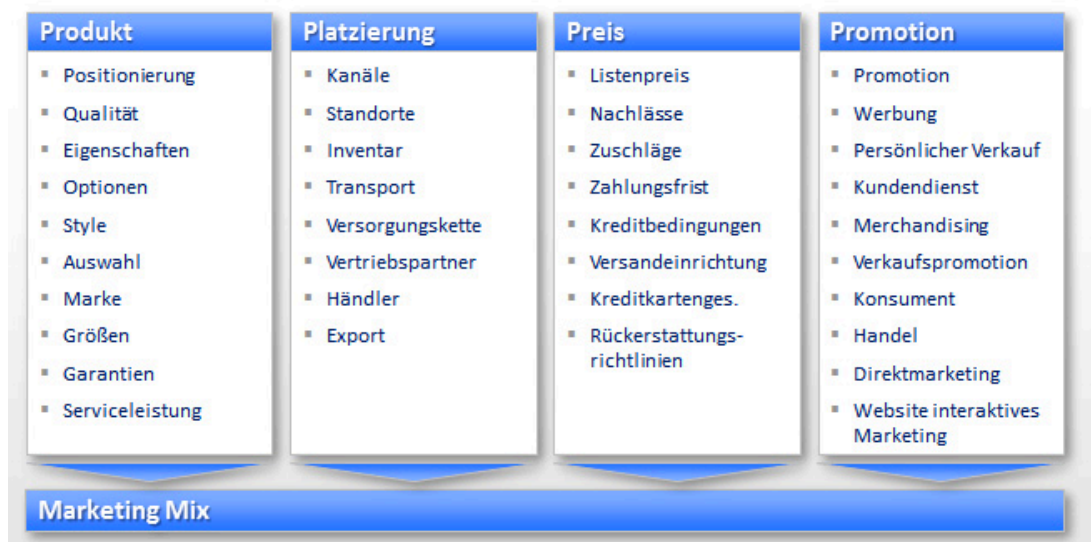 Produkt
Positionierung
Qualität
Eigenschaften
Optionen
Style
Auswahl
Marke
Größen
Garantien
Serviceleistung
Platzierung
Kanäle
Standorte
Inventar
Transport
Versorgungskette
Vertriebspartner
Händler
Export
Preis
Listenpreis
Nachlässe
Zuschläge
Zahlungsfrist
Kreditbedingungen
Versandeinrichtung
Kreditkartenges.
Rückerstattungs-
richtlinien
Promotion
Promotion
Werbung
Persönlicher Verkauf
Kundendienst
Merchandising
Verkaufspromotion
Konsument
Handel
Direktmarketing
Website interaktives
Marketing
Marketing Mix